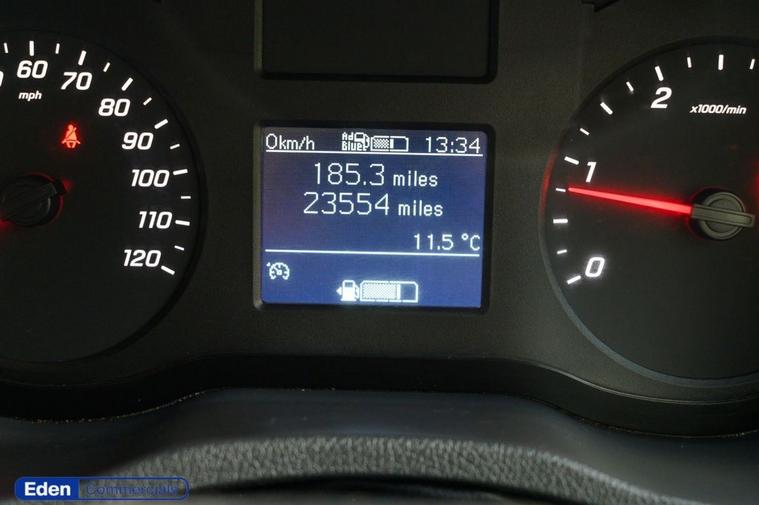 60
70
mph
80
90
100
110
120
0km/h Ad Blue 13:34
185.3 miles
23554 miles
11.5 °C
2
x1000/min
1
0
Eden Commercials